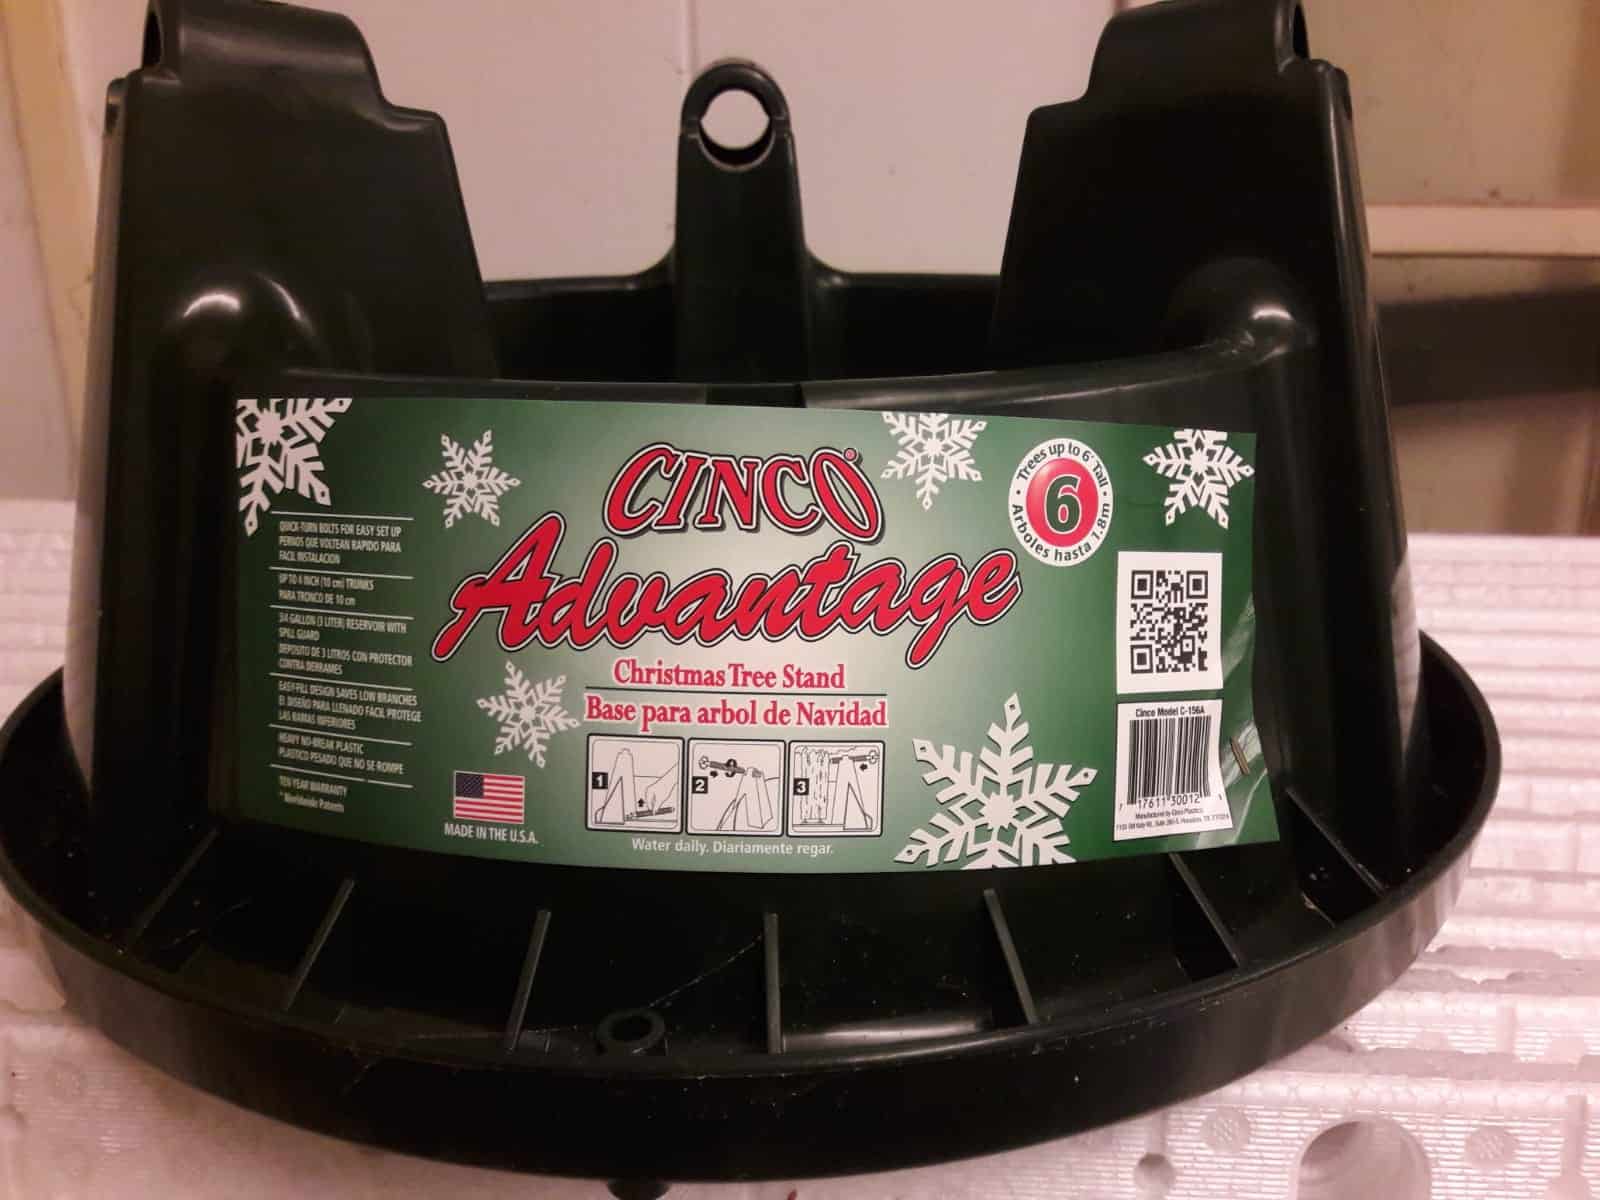 QUICK-TURN BOLTS FOR EASY SET UP
PERNOS QUE VOLTEAN RAPIDO PARA
FACIL INSTALACION
UP TO 4 INCH (10 cm) TRUNKS
PARA TRONCO DE 10 cm
3/4 GALLON (3 LITER) RESERVOIR WITH
SPILL GUARD
DEPOSITO DE 3 LITROS CON PROTECTOR
CONTRA DERRAMES
EASY-FILL DESIGN SAVES LOW BRANCHES
EL DISEÑO PARA LLENADO FÁCIL PROTEGE
LAS RAMAS INFERIORES
HEAVY NO-BREAK PLASTIC
PLASTICO PESADO QUE NO SE ROMPE
TEN YEAR WARRANTY
* Worldwide Patents
MADE IN THE U.S.A.
CINCO®
Advantage
Christmas Tree Stand
Base para arbol de Navidad
1
2
3
Water daily. Diariamente regar.
Trees up to 6' Tall
6
Arboles hasta 1.8m
Cinco Model C-156A
7 17611 30012
Manufactured by Cinco Plastics